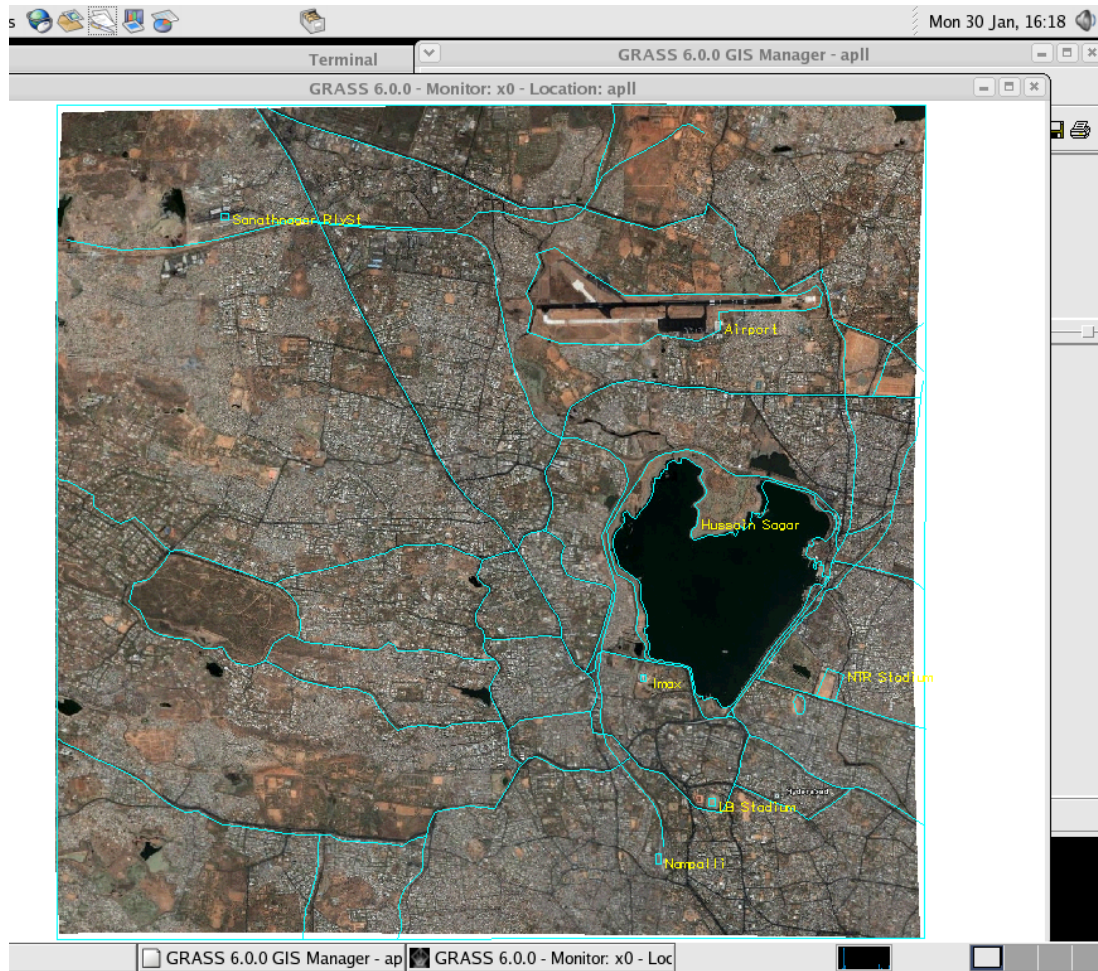 s
Mon 30 Jan, 16:18
Terminal
GRASS 6.0.0 GIS Manager - apll
GRASS 6.0.0 - Monitor: x0 - Location: apll
Sanathnagar RlySt
Airport
Hussain Sagar
Imax
NTR Stadium
Hyderabad
LB Stadium
Nampalli
GRASS 6.0.0 GIS Manager - ap
GRASS 6.0.0 - Monitor: x0 - Loc